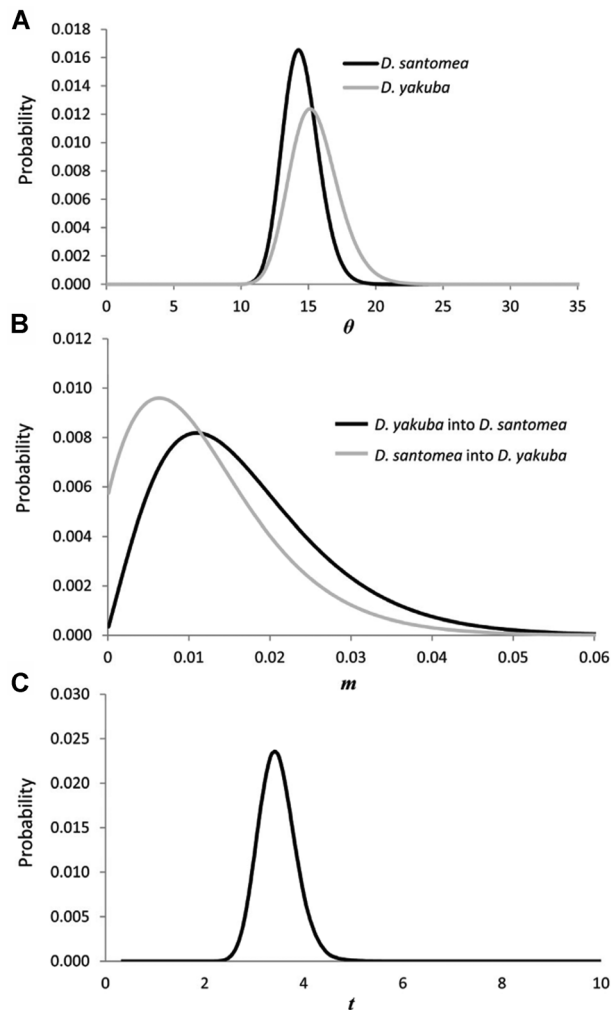 A
0.018
0.016
0.014
0.012
0.010
0.008
0.006
0.004
0.002
0.000
Probability
D. santomea
D. yakuba
0 5 10 15 20 25 30 35
θ
B
0.012
0.010
0.008
0.006
0.004
0.002
0.000
Probability
D. yakuba into D. santomea
D. santomea into D. yakuba
0 0.01 0.02 0.03 0.04 0.05 0.06
m
C
0.030
0.025
0.020
0.015
0.010
0.005
0.000
Probability
0 2 4 6 8 10
t